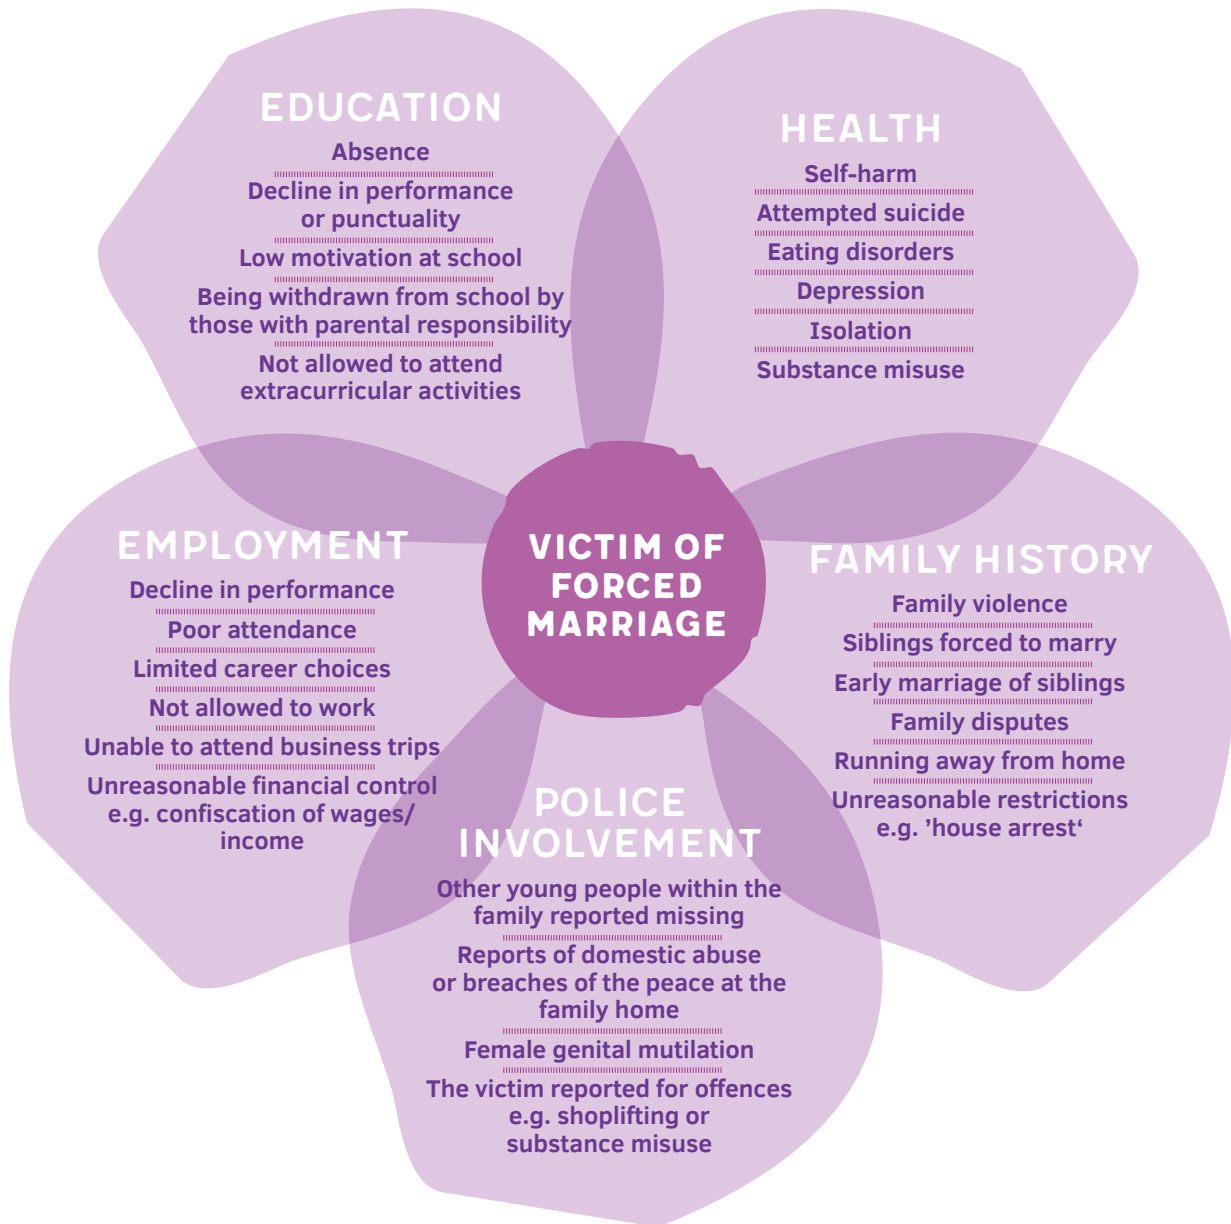 EDUCATION
Absence
Decline in performance
or punctuality
Low motivation at school
Being withdrawn from school by
those with parental responsibility
Not allowed to attend
extracurricular activities
HEALTH
Self-harm
Attempted suicide
Eating disorders
Depression
Isolation
Substance misuse
VICTIM OF
FORCED
MARRIAGE
EMPLOYMENT
Decline in performance
Poor attendance
Limited career choices
Not allowed to work
Unable to attend business trips
Unreasonable financial control
e.g. confiscation of wages/
income
FAMILY HISTORY
Family violence
Siblings forced to marry
Early marriage of siblings
Family disputes
Running away from home
Unreasonable restrictions
e.g. ’house arrest‘
POLICE
INVOLVEMENT
Other young people within the
family reported missing
Reports of domestic abuse
or breaches of the peace at the
family home
Female genital mutilation
The victim reported for offences
e.g. shoplifting or
substance misuse